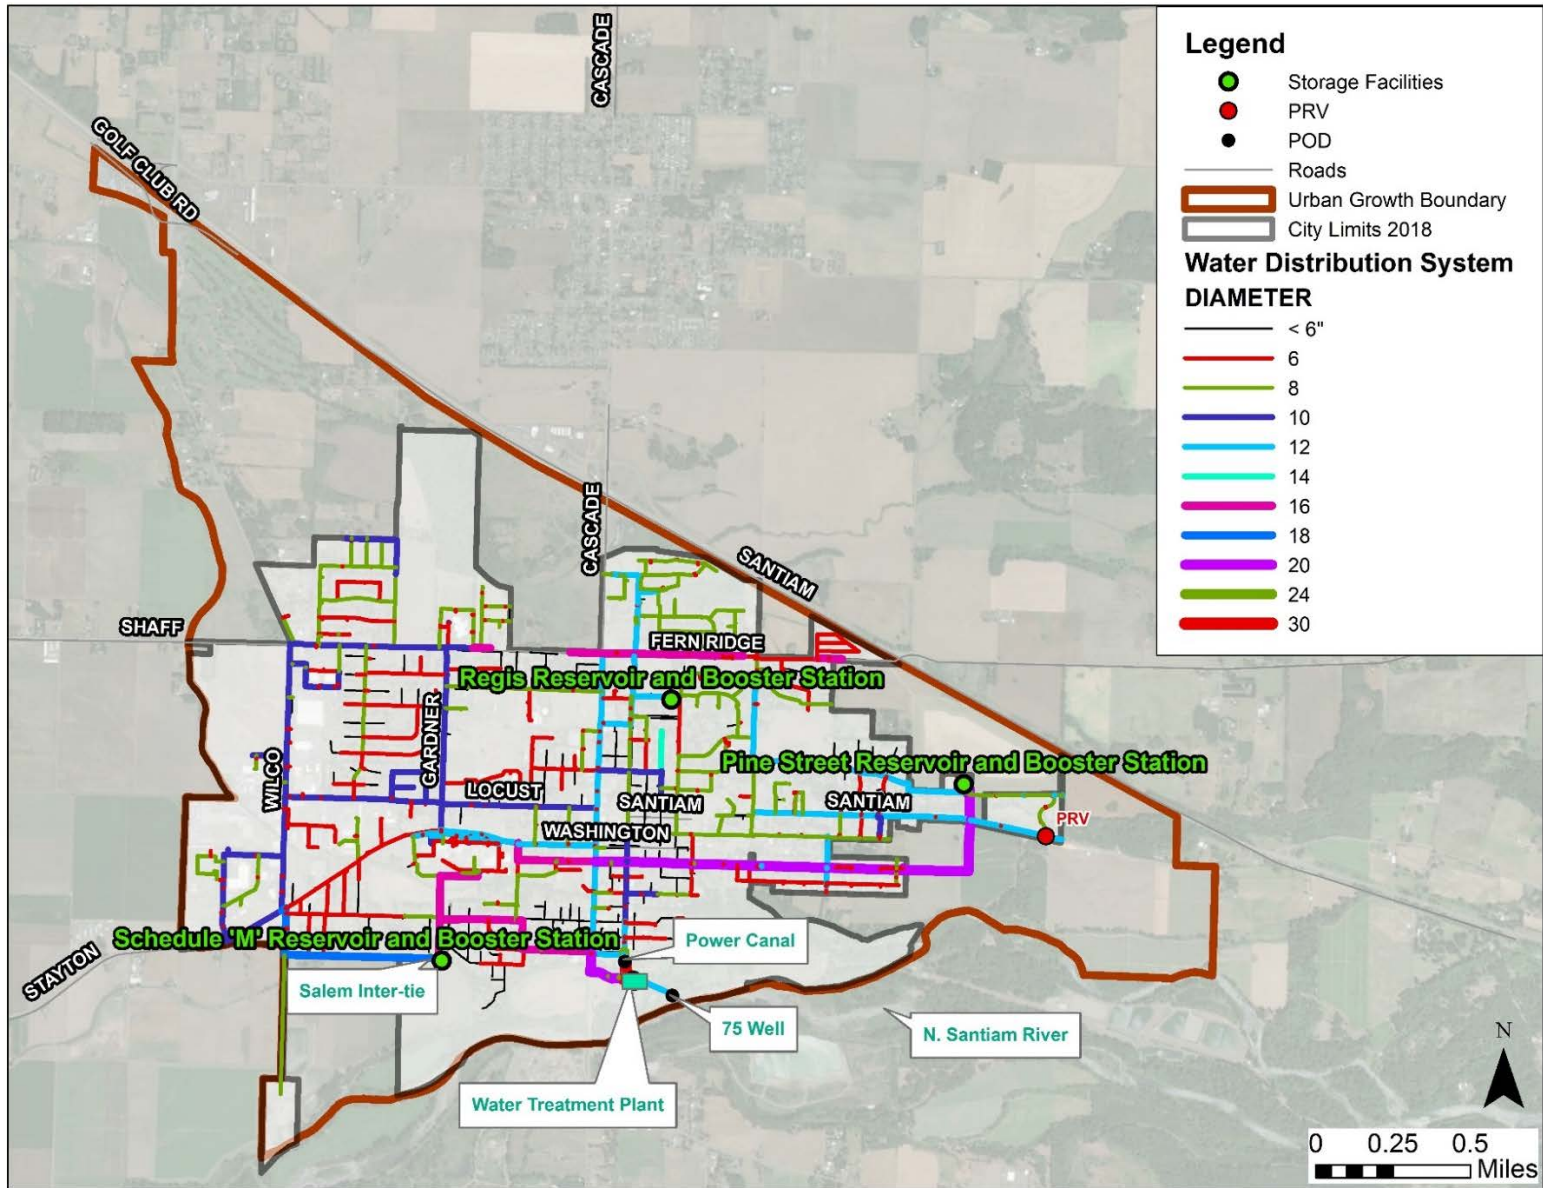 CASCADE
GOLF CLUB RD
Legend
Storage Facilities
PRV
POD
Roads
Urban Growth Boundary
City Limits 2018
Water Distribution System
DIAMETER
< 6"
6
8
10
12
14
16
18
20
24
30
CASCADE
SANTIAM
SHAFF
FERN RIDGE
Regis Reservoir and Booster Station
GARDNER
WILCO
Pine Street Reservoir and Booster Station
LOCUST
SANTIAM
SANTIAM
PRV
WASHINGTON
Schedule 'M' Reservoir and Booster Station
Power Canal
STAYTON
Salem Inter-tie
75 Well
N. Santiam River
Water Treatment Plant
N
0 0.25 0.5
Miles